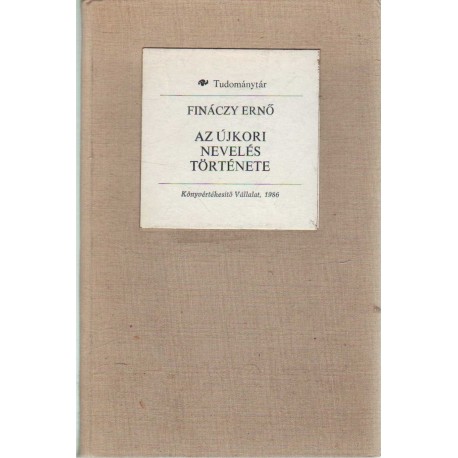 Tudománytár
FINÁCZY ERNŐ
AZ ÚJKORI
NEVELÉS
TÖRTÉNETE
Könyvértékesítő Vállalat, 1986